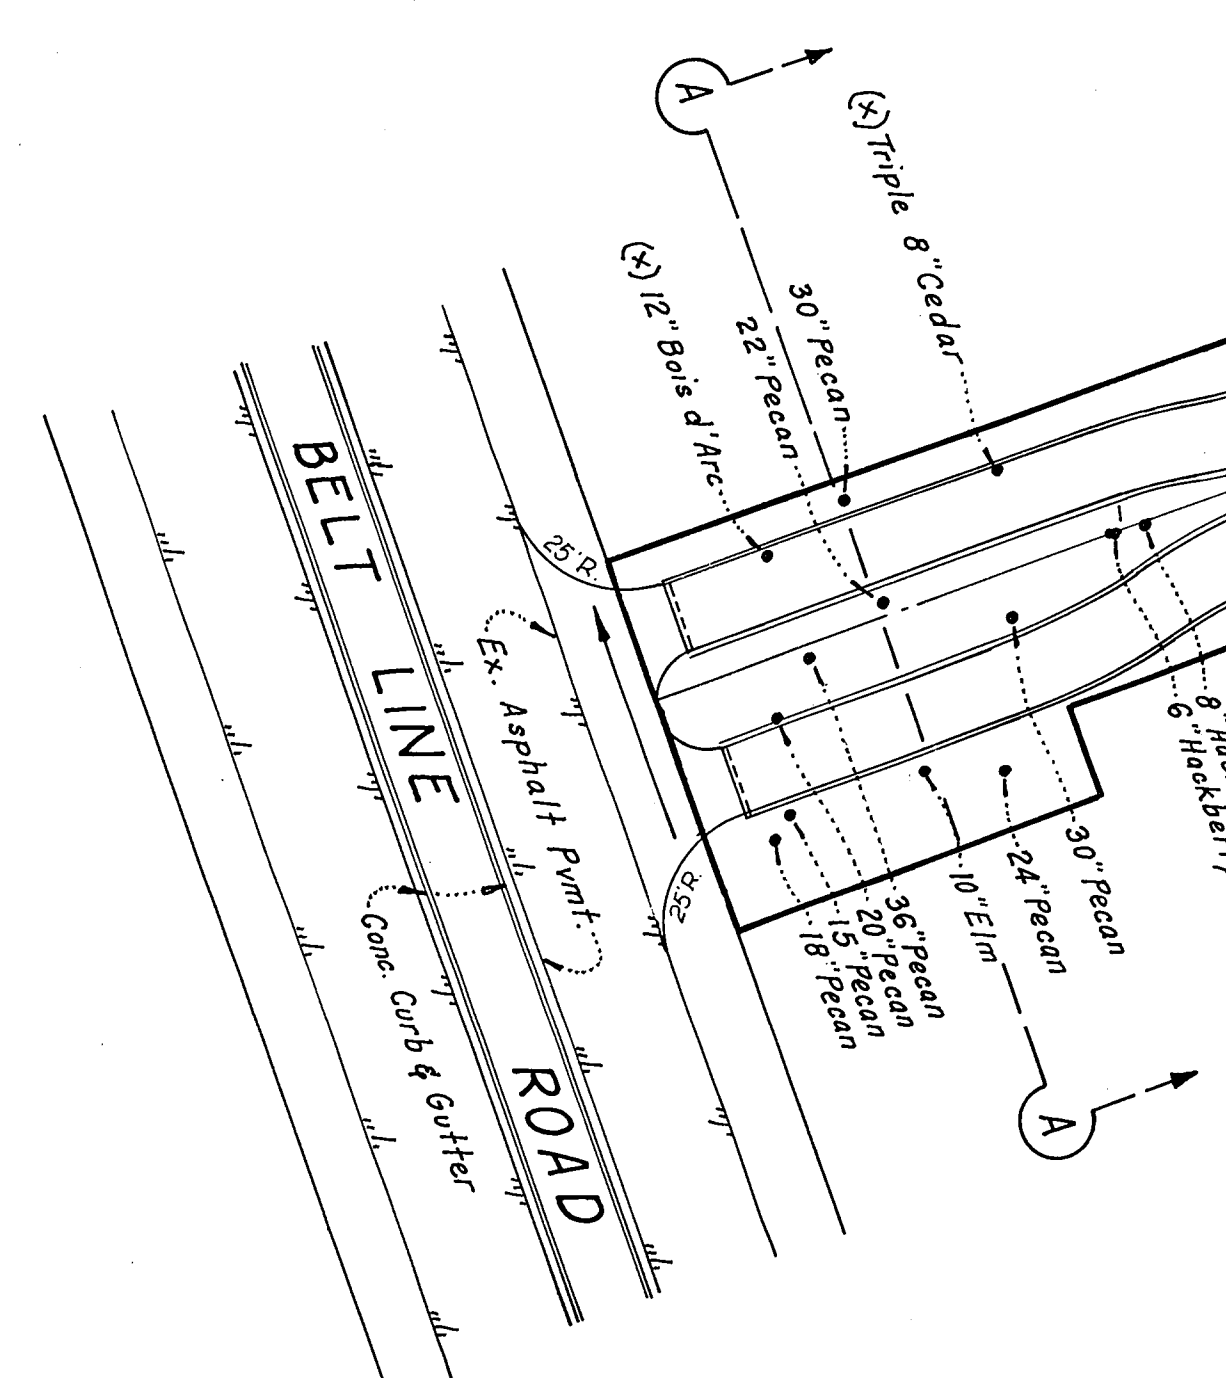 A
(x) Triple 8" Cedar
30" Pecan
22" Pecan
(x) 12" Bois d'Arc
25' R.
BELT LINE ROAD
Ex. Asphalt Pvmt.
Conc. Curb & Gutter
25' R.
8"
6" Hackberry
30" Pecan
24" Pecan
10" Elm
36" Pecan
20" Pecan
15" Pecan
18" Pecan
A